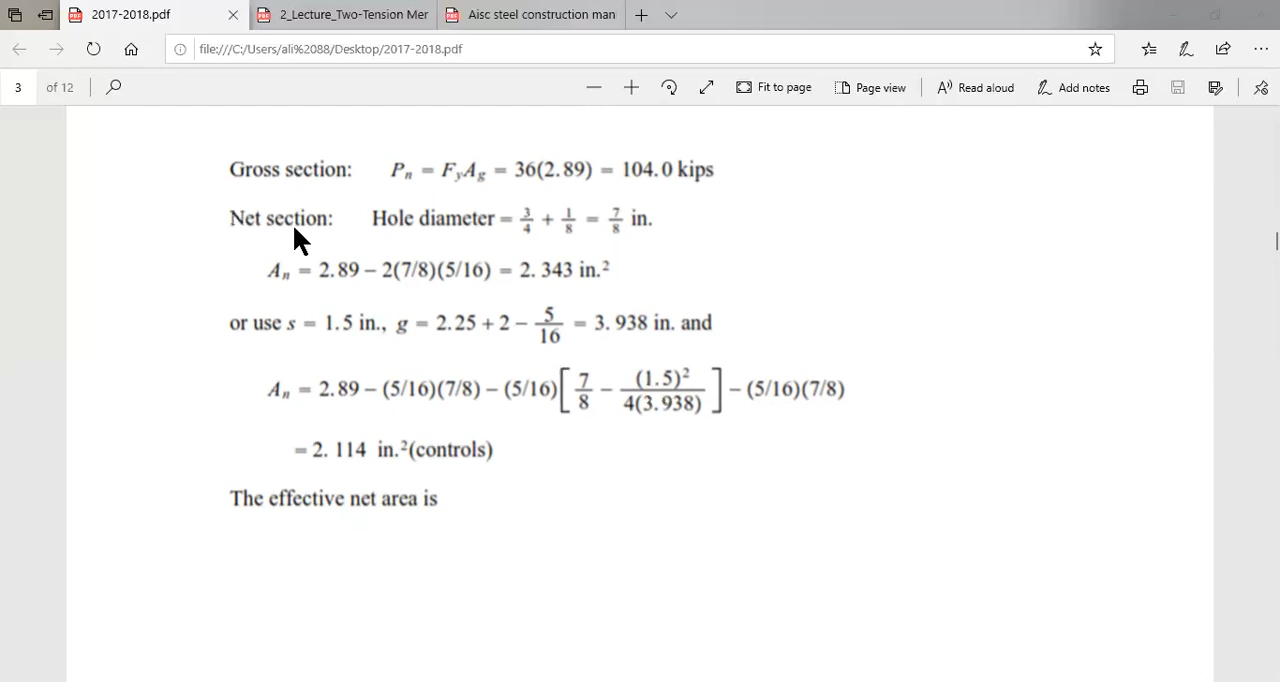 2017-2018.pdf
2_Lecture_Two-Tension Mer
Aisc steel construction man
file:///C:/Users/ali%2088/Desktop/2017-2018.pdf
3 of 12
Fit to page
Page view
Read aloud
Add notes
Gross section: Pₙ = F_yA_g = 36(2.89) = 104.0 kips
Net section: Hole diameter = 3/4 + 1/8 = 7/8 in.
Aₙ = 2.89 – 2(7/8)(5/16) = 2. 343 in.²
or use s = 1.5 in., g = 2.25 + 2 – 5/16 = 3. 938 in. and
Aₙ = 2.89 – (5/16)(7/8) – (5/16)[7/8 – (1.5)²/4(3.938)] – (5/16)(7/8)
= 2. 114 in.²(controls)
The effective net area is